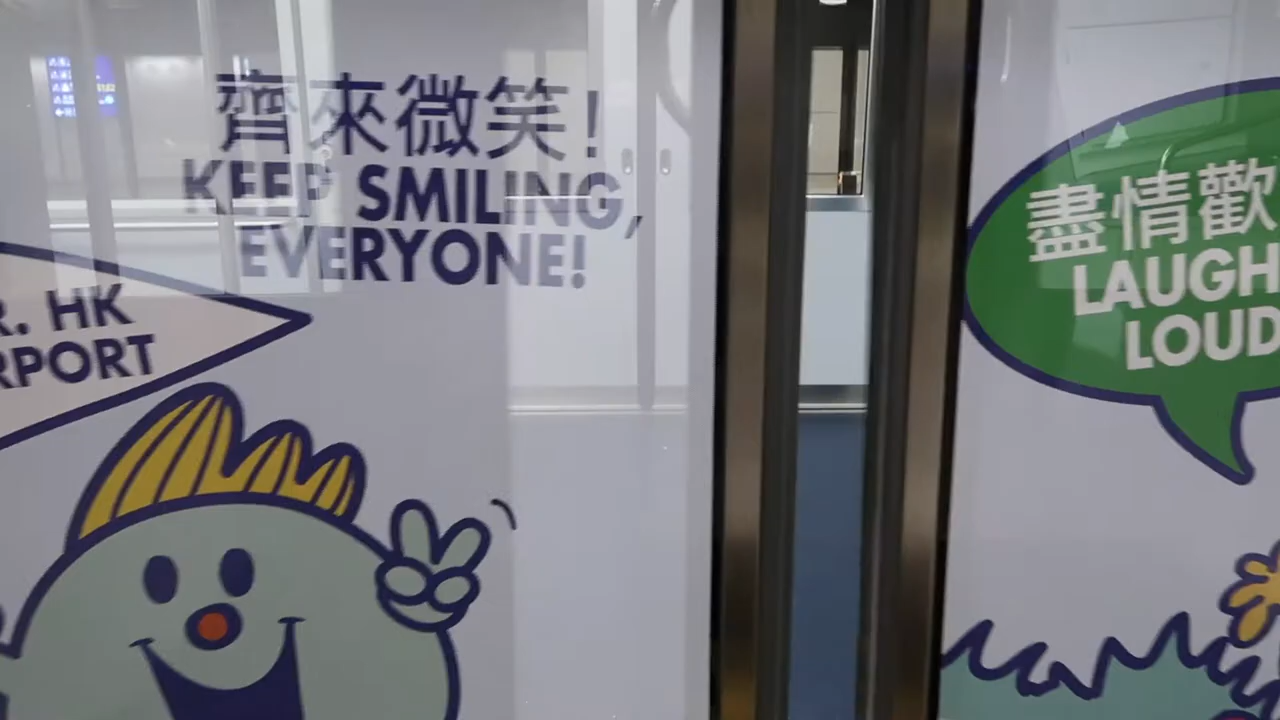 齊來微笑!
KEEP SMILING,
EVERYONE!
R. HK
RPORT
盡情歡
LAUGH
LOUD